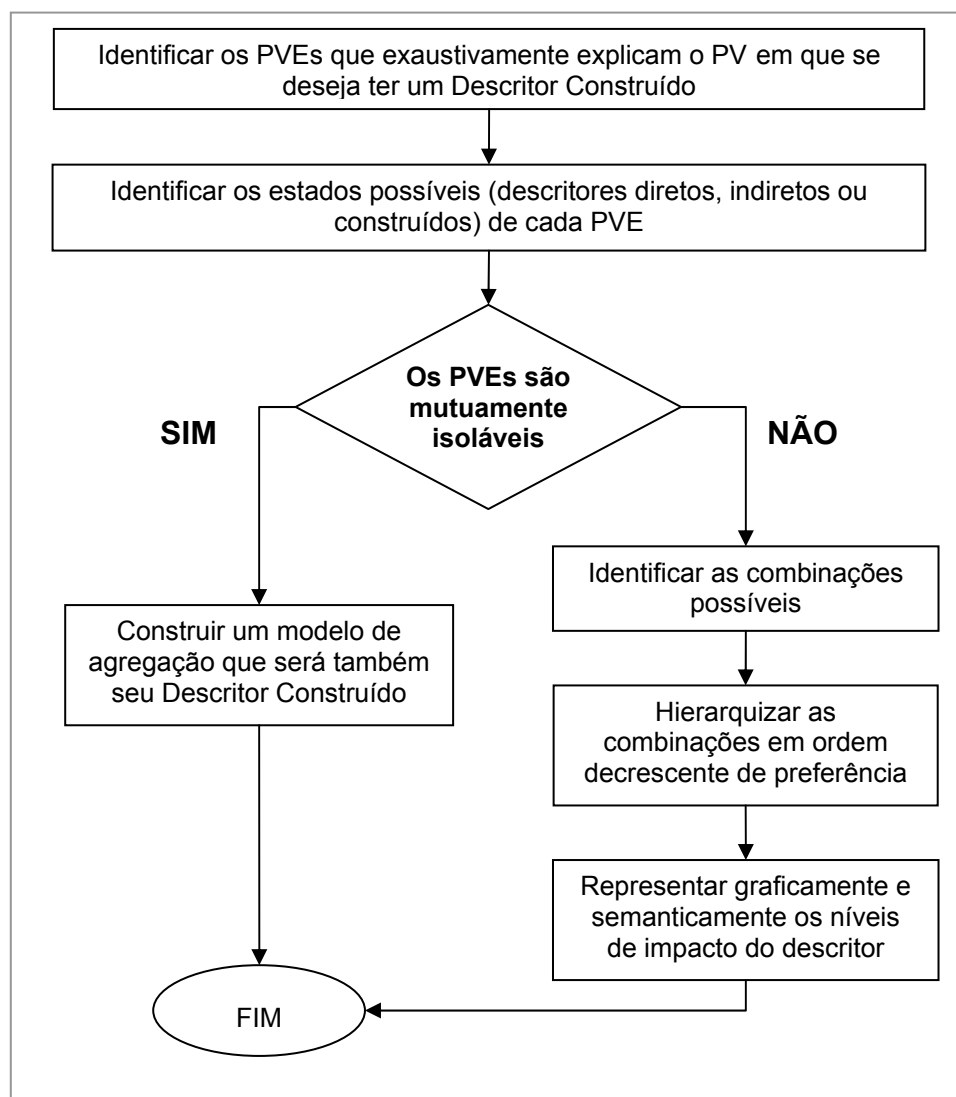 Identificar os PVEs que exaustivamente explicam o PV em que se
deseja ter um Descritor Construído
Identificar os estados possíveis (descritores diretos, indiretos ou
construídos) de cada PVE
Os PVEs são
mutuamente
isoláveis
SIM
NÃO
Construir um modelo de
agregação que será também
seu Descritor Construído
Identificar as combinações
possíveis
Hierarquizar as
combinações em ordem
decrescente de preferência
Representar graficamente e
semanticamente os níveis
de impacto do descritor
FIM